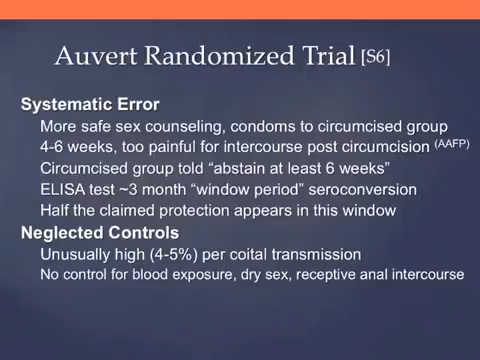 Auvert Randomized Trial [S6]
Systematic Error
More safe sex counseling, condoms to circumcised group
4-6 weeks, too painful for intercourse post circumcision (AAFP)
Circumcised group told “abstain at least 6 weeks”
ELISA test ~3 month “window period” seroconversion
Half the claimed protection appears in this window
Neglected Controls
Unusually high (4-5%) per coital transmission
No control for blood exposure, dry sex, receptive anal intercourse